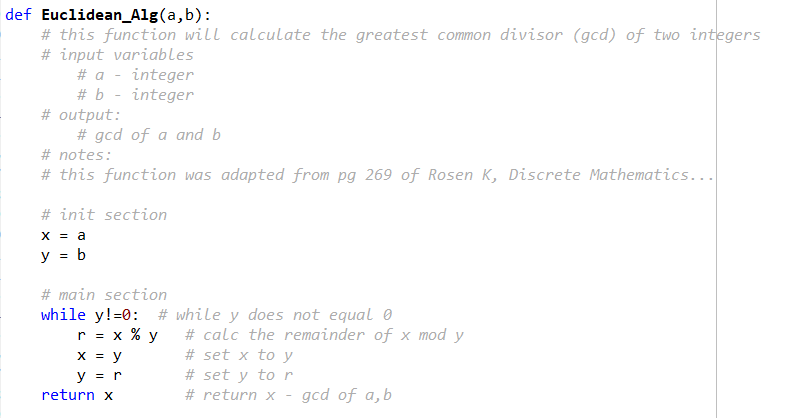 def Euclidean_Alg(a,b):
    # this function will calculate the greatest common divisor (gcd) of two integers
    # input variables
        # a - integer
        # b - integer
    # output:
        # gcd of a and b
    # notes:
    # this function was adapted from pg 269 of Rosen K, Discrete Mathematics...

    # init section
    x = a
    y = b

    # main section
    while y!=0:  # while y does not equal 0
        r = x % y   # calc the remainder of x mod y
        x = y       # set x to y
        y = r       # set y to r
    return x        # return x - gcd of a,b